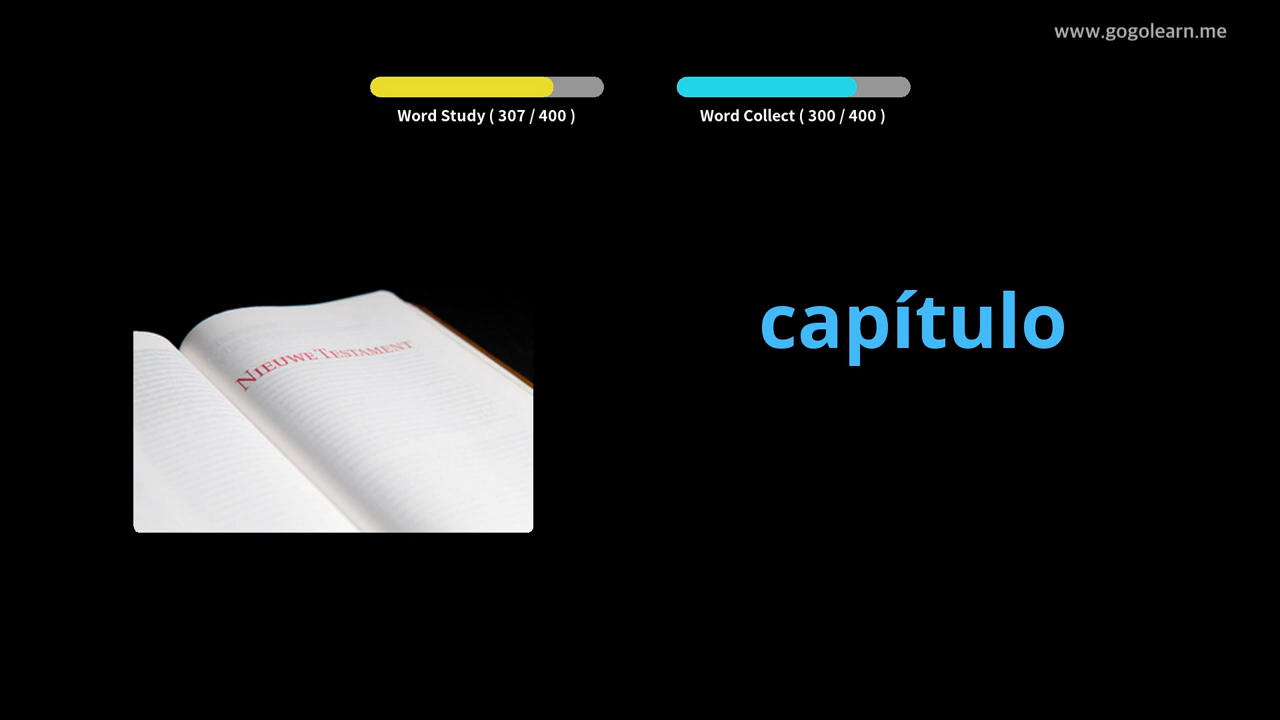 www.gogolearn.me
Word Study ( 307 / 400 )
Word Collect ( 300 / 400 )
NIEUWE TESTAMENT
capítulo